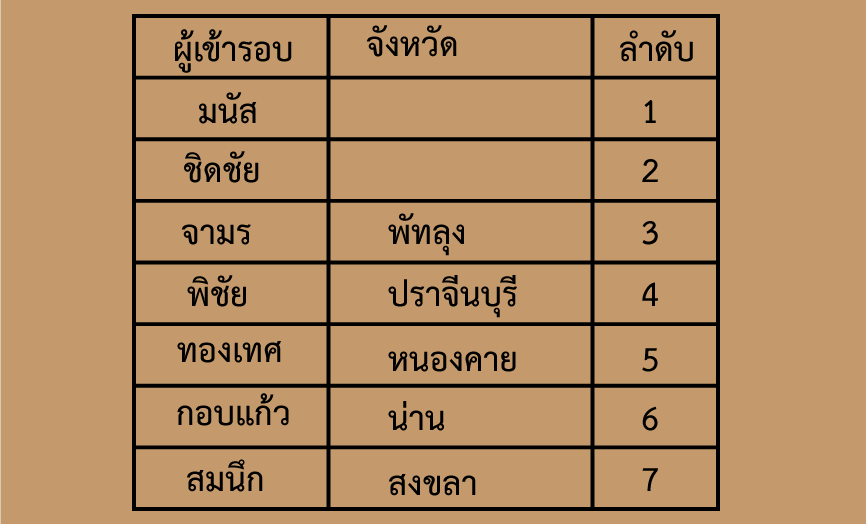 ผู้เข้ารอบ จังหวัด ลำดับ
มนัส 1
ชิดชัย 2
จามร พัทลุง 3
พิชัย ปราจีนบุรี 4
ทองเทศ หนองคาย 5
กอบแก้ว น่าน 6
สมนึก สงขลา 7